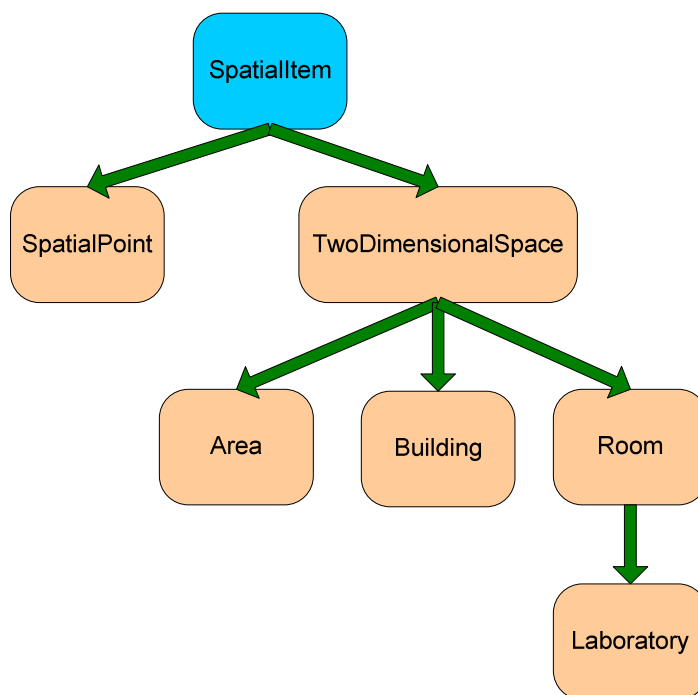 SpatialItem
SpatialPoint
TwoDimensionalSpace
Area
Building
Room
Laboratory